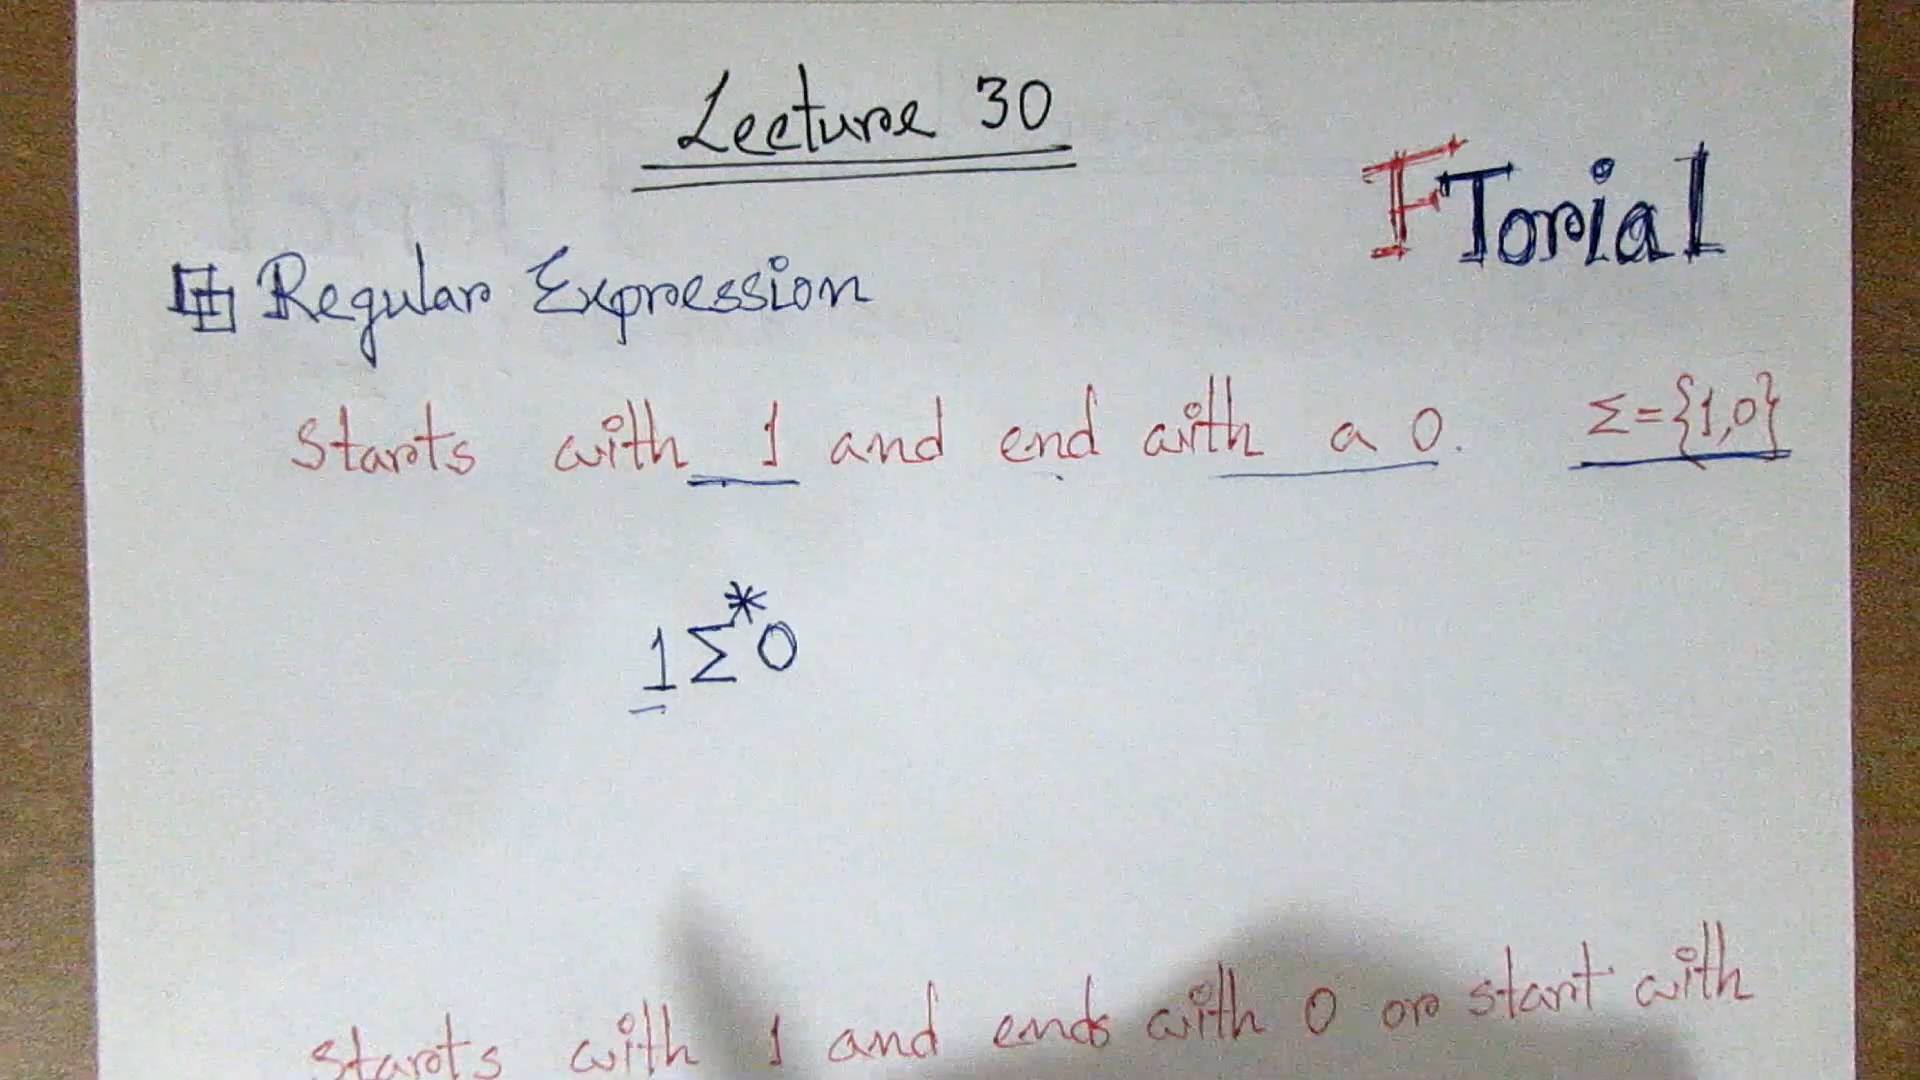 Lecture 30
FTorial
Regular Expression
Starts with 1 and end with a 0. Σ={1,0}
1Σ*0
starts with 1 and ends with 0 or start with